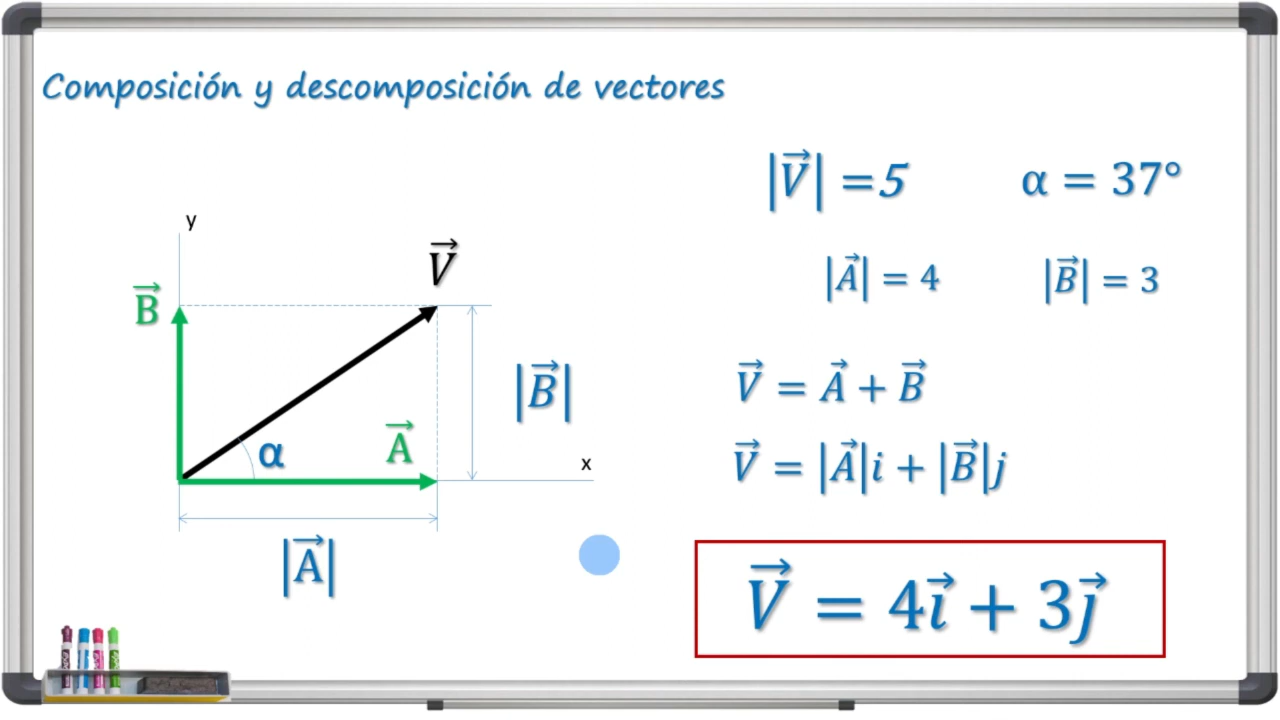 Composición y descomposición de vectores
|V⃗| =5 α = 37°
|A⃗| = 4 |B⃗| = 3
y
V⃗
B⃗
|B⃗|
α
A⃗
x
|A⃗|
V⃗ = A⃗ + B⃗
V⃗ = |A⃗|i + |B⃗|j
V⃗ = 4i⃗ + 3j⃗